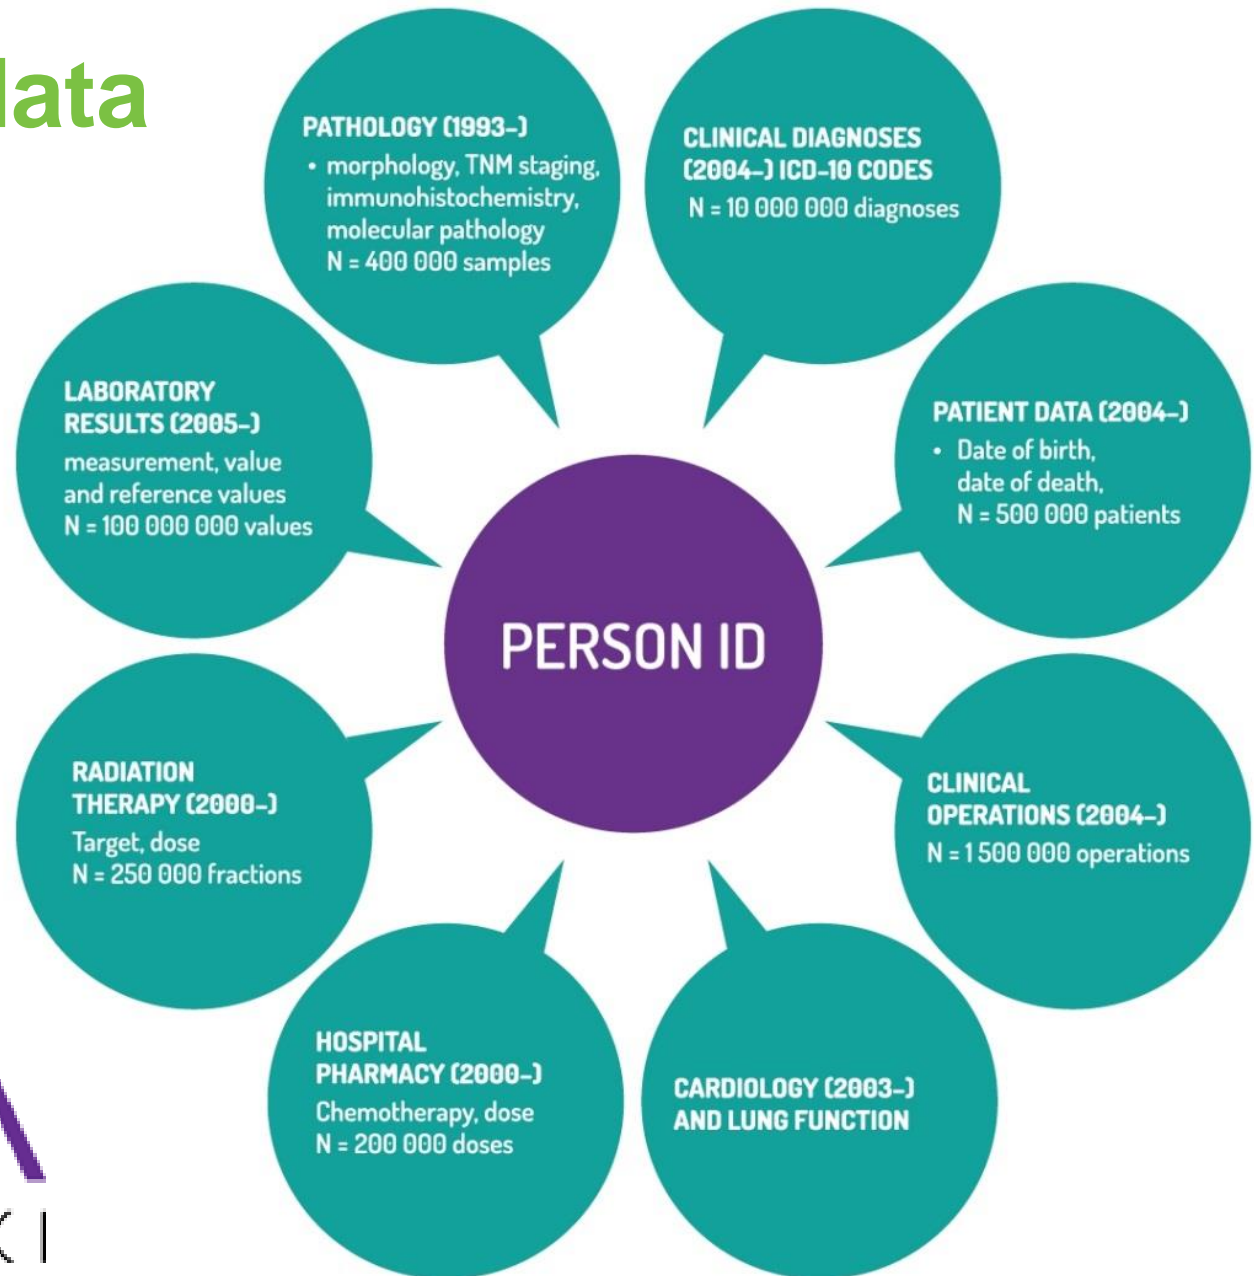 data
PATHOLOGY (1993–)
• morphology, TNM staging,
immunohistochemistry,
molecular pathology
N = 400 000 samples
CLINICAL DIAGNOSES
(2004–) ICD-10 CODES
N = 10 000 000 diagnoses
LABORATORY
RESULTS (2005–)
measurement, value
and reference values
N = 100 000 000 values
PATIENT DATA (2004–)
• Date of birth,
date of death,
N = 500 000 patients
PERSON ID
RADIATION
THERAPY (2000–)
Target, dose
N = 250 000 fractions
CLINICAL
OPERATIONS (2004–)
N = 1 500 000 operations
HOSPITAL
PHARMACY (2000–)
Chemotherapy, dose
N = 200 000 doses
CARDIOLOGY (2003–)
AND LUNG FUNCTION